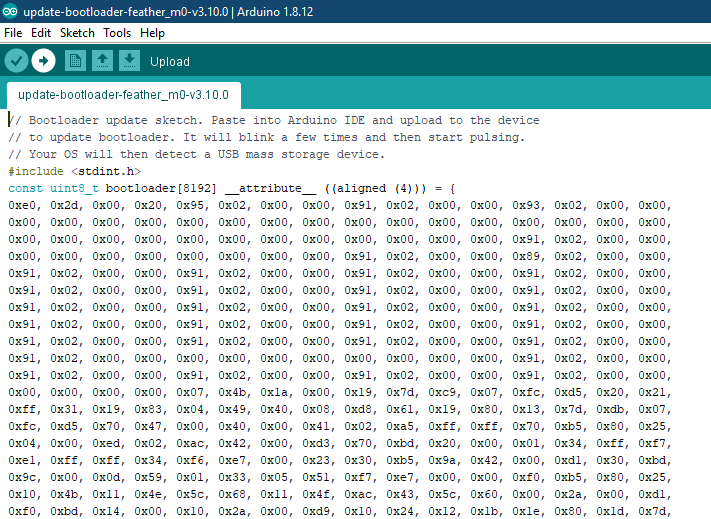 update-bootloader-feather_m0-v3.10.0 | Arduino 1.8.12
File Edit Sketch Tools Help
Upload
update-bootloader-feather_m0-v3.10.0
// Bootloader update sketch. Paste into Arduino IDE and upload to the device
// to update bootloader. It will blink a few times and then start pulsing.
// Your OS will then detect a USB mass storage device.
#include <stdint.h>
const uint8_t bootloader[8192] __attribute__ ((aligned (4))) = {
0xe0, 0x2d, 0x00, 0x20, 0x95, 0x02, 0x00, 0x00, 0x91, 0x02, 0x00, 0x00, 0x93, 0x02, 0x00, 0x00,
0x00, 0x00, 0x00, 0x00, 0x00, 0x00, 0x00, 0x00, 0x00, 0x00, 0x00, 0x00, 0x00, 0x00, 0x00, 0x00,
0x00, 0x00, 0x00, 0x00, 0x00, 0x00, 0x00, 0x00, 0x00, 0x00, 0x00, 0x00, 0x91, 0x02, 0x00, 0x00,
0x00, 0x00, 0x00, 0x00, 0x00, 0x00, 0x00, 0x00, 0x91, 0x02, 0x00, 0x00, 0x89, 0x02, 0x00, 0x00,
0x91, 0x02, 0x00, 0x00, 0x91, 0x02, 0x00, 0x00, 0x91, 0x02, 0x00, 0x00, 0x91, 0x02, 0x00, 0x00,
0x91, 0x02, 0x00, 0x00, 0x91, 0x02, 0x00, 0x00, 0x91, 0x02, 0x00, 0x00, 0x91, 0x02, 0x00, 0x00,
0x91, 0x02, 0x00, 0x00, 0x91, 0x02, 0x00, 0x00, 0x91, 0x02, 0x00, 0x00, 0x91, 0x02, 0x00, 0x00,
0x91, 0x02, 0x00, 0x00, 0x91, 0x02, 0x00, 0x00, 0x91, 0x02, 0x00, 0x00, 0x91, 0x02, 0x00, 0x00,
0x91, 0x02, 0x00, 0x00, 0x91, 0x02, 0x00, 0x00, 0x91, 0x02, 0x00, 0x00, 0x91, 0x02, 0x00, 0x00,
0x91, 0x02, 0x00, 0x00, 0x91, 0x02, 0x00, 0x00, 0x91, 0x02, 0x00, 0x00, 0x91, 0x02, 0x00, 0x00,
0x91, 0x02, 0x00, 0x00, 0x91, 0x02, 0x00, 0x00, 0x91, 0x02, 0x00, 0x00, 0x91, 0x02, 0x00, 0x00,
0x00, 0x00, 0x00, 0x00, 0x07, 0x4b, 0x1a, 0x00, 0x19, 0x7d, 0xc9, 0x07, 0xfc, 0xd5, 0x20, 0x21,
0xff, 0x31, 0x19, 0x83, 0x04, 0x49, 0x40, 0x08, 0xd8, 0x61, 0x19, 0x80, 0x13, 0x7d, 0xdb, 0x07,
0xfc, 0xd5, 0x70, 0x47, 0x00, 0x40, 0x00, 0x41, 0x02, 0xa5, 0xff, 0xff, 0x70, 0xb5, 0x80, 0x25,
0x04, 0x00, 0xed, 0x02, 0xac, 0x42, 0x00, 0xd3, 0x70, 0xbd, 0x20, 0x00, 0x01, 0x34, 0xff, 0xf7,
0xe1, 0xff, 0xff, 0x34, 0xf6, 0xe7, 0x00, 0x23, 0x30, 0xb5, 0x9a, 0x42, 0x00, 0xd1, 0x30, 0xbd,
0x9c, 0x00, 0x0d, 0x59, 0x01, 0x33, 0x05, 0x51, 0xf7, 0xe7, 0x00, 0x00, 0xf0, 0xb5, 0x80, 0x25,
0x10, 0x4b, 0x11, 0x4e, 0x5c, 0x68, 0x11, 0x4f, 0xac, 0x43, 0x5c, 0x60, 0x00, 0x2a, 0x00, 0xd1,
0xf0, 0xbd, 0x14, 0x00, 0x10, 0x2a, 0x00, 0xd9, 0x10, 0x24, 0x12, 0x1b, 0x1e, 0x80, 0x1d, 0x7d,